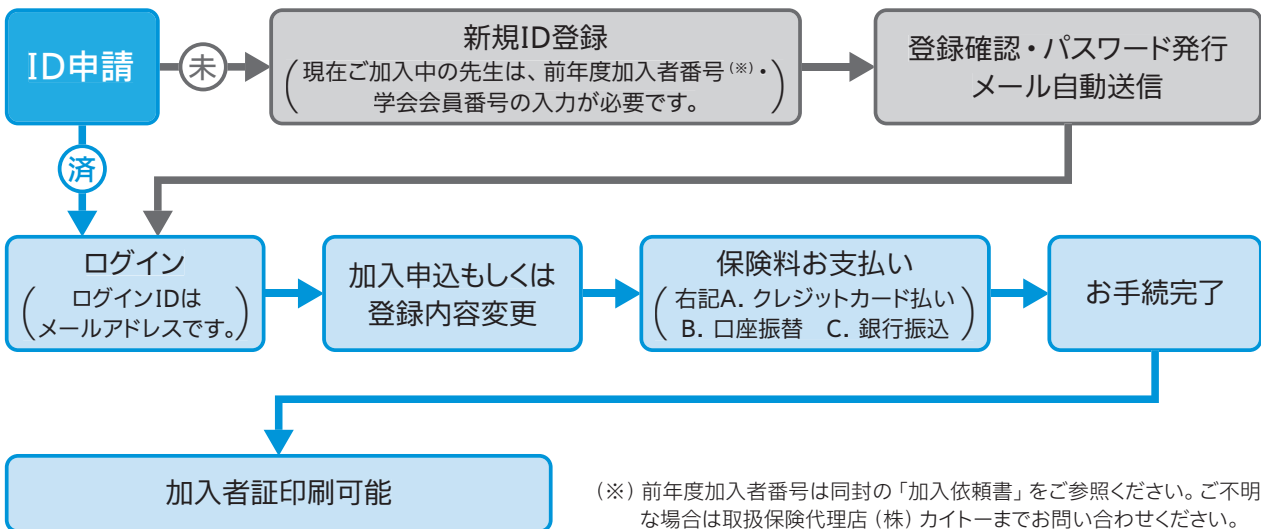 ID申請
未
新規ID登録
(現在ご加入中の先生は、前年度加入者番号(※)・
学会会員番号の入力が必要です。)
登録確認・パスワード発行
メール自動送信
済
ログイン
(ログインIDは
メールアドレスです。)
加入申込もしくは
登録内容変更
保険料お支払い
(右記A. クレジットカード払い
B. 口座振替 C. 銀行振込)
お手続完了
加入者証印刷可能
(※) 前年度加入者番号は同封の「加入依頼書」をご参照ください。ご不明
な場合は取扱保険代理店(株)カイトーまでお問い合わせください。